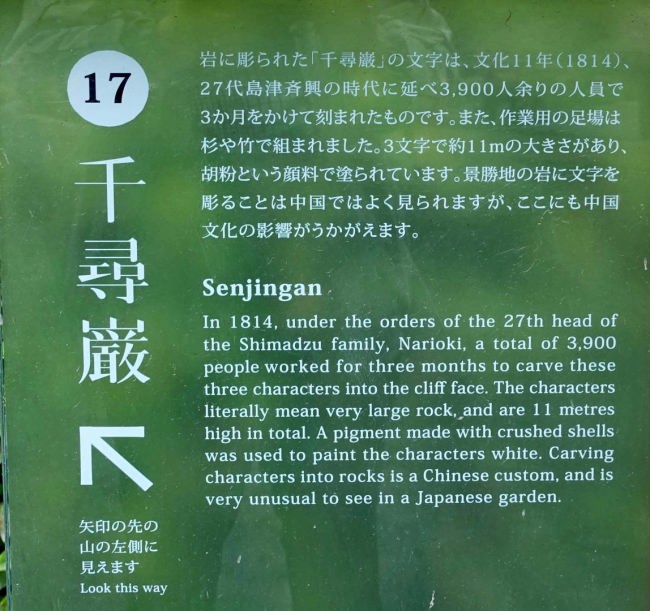 17
千尋巌
岩に彫られた「千尋巌」の文字は、文化11年（1814）、
27代島津斉興の時代に延べ3,900人余りの人員で
3か月をかけて刻まれたものです。また、作業用の足場は
杉や竹で組まれました。3文字で約11mの大きさがあり、
胡粉という顔料で塗られています。景勝地の岩に文字を
彫ることは中国ではよく見られますが、ここにも中国
文化の影響がうかがえます。
Senjingan
In 1814, under the orders of the 27th head of
the Shimadzu family, Narioki, a total of 3,900
people worked for three months to carve these
three characters into the cliff face. The characters
literally mean very large rock, and are 11 metres
high in total. A pigment made with crushed shells
was used to paint the characters white. Carving
characters into rocks is a Chinese custom, and is
very unusual to see in a Japanese garden.
矢印の先の
山の左側に
見えます
Look this way